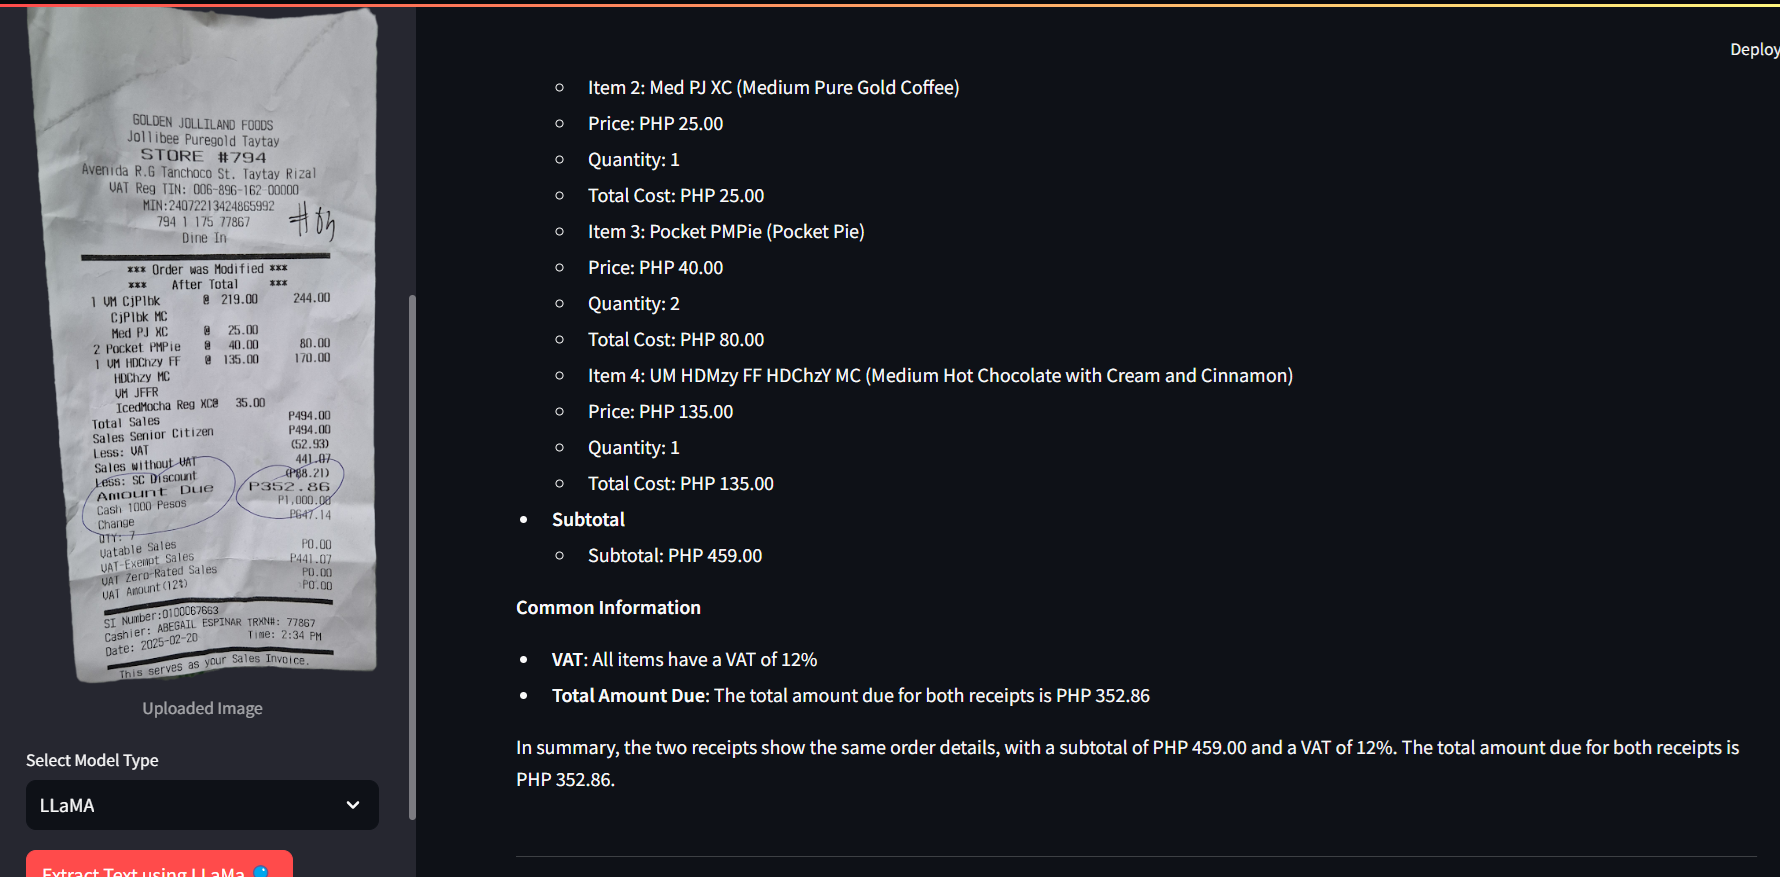 GOLDEN JOLLILAND FOODS
Jollibee Puregold Taytay
STORE #794
Avenida R.G Tanchoco St. Taytay Rizal
VAT Reg TIN: 006-896-162 00000
MIN:24072213424865992
794 1 175 77867
#83
Dine In
*** Order was Modified ***
*** After Total ***
1 VM CjPlbk @ 219.00 244.00
CjPlbk MC
Med PJ XC @ 25.00
2 Pocket PMPie @ 40.00 80.00
1 VM HDChzy FF @ 135.00 170.00
HDChzy MC
VM JFFR
IcedMocha Reg XC@ 35.00
Total Sales P494.00
Sales Senior Citizen P494.00
Less: VAT (52.93)
Sales without VAT 441.07
Less: SC Discount (P88.21)
Amount Due P352.86
Cash 1000 Pesos P1,000.00
Change P647.14
QTY: 7
Vatable Sales P0.00
VAT-Exempt Sales P441.07
VAT Zero-Rated Sales P0.00
VAT Amount(12%) P0.00
SI Number:0100067663
Cashier: ABEGAIL ESPINAR TRXN#: 77867
Date: 2025-02-20 Time: 2:34 PM
This serves as your Sales Invoice.
Uploaded Image
Select Model Type
LLaMA
Extract Text using LLaMa
Deploy
Item 2: Med PJ XC (Medium Pure Gold Coffee)
Price: PHP 25.00
Quantity: 1
Total Cost: PHP 25.00
Item 3: Pocket PMPie (Pocket Pie)
Price: PHP 40.00
Quantity: 2
Total Cost: PHP 80.00
Item 4: UM HDMzy FF HDChzY MC (Medium Hot Chocolate with Cream and Cinnamon)
Price: PHP 135.00
Quantity: 1
Total Cost: PHP 135.00
Subtotal
Subtotal: PHP 459.00
Common Information
VAT: All items have a VAT of 12%
Total Amount Due: The total amount due for both receipts is PHP 352.86
In summary, the two receipts show the same order details, with a subtotal of PHP 459.00 and a VAT of 12%. The total amount due for both receipts is
PHP 352.86.